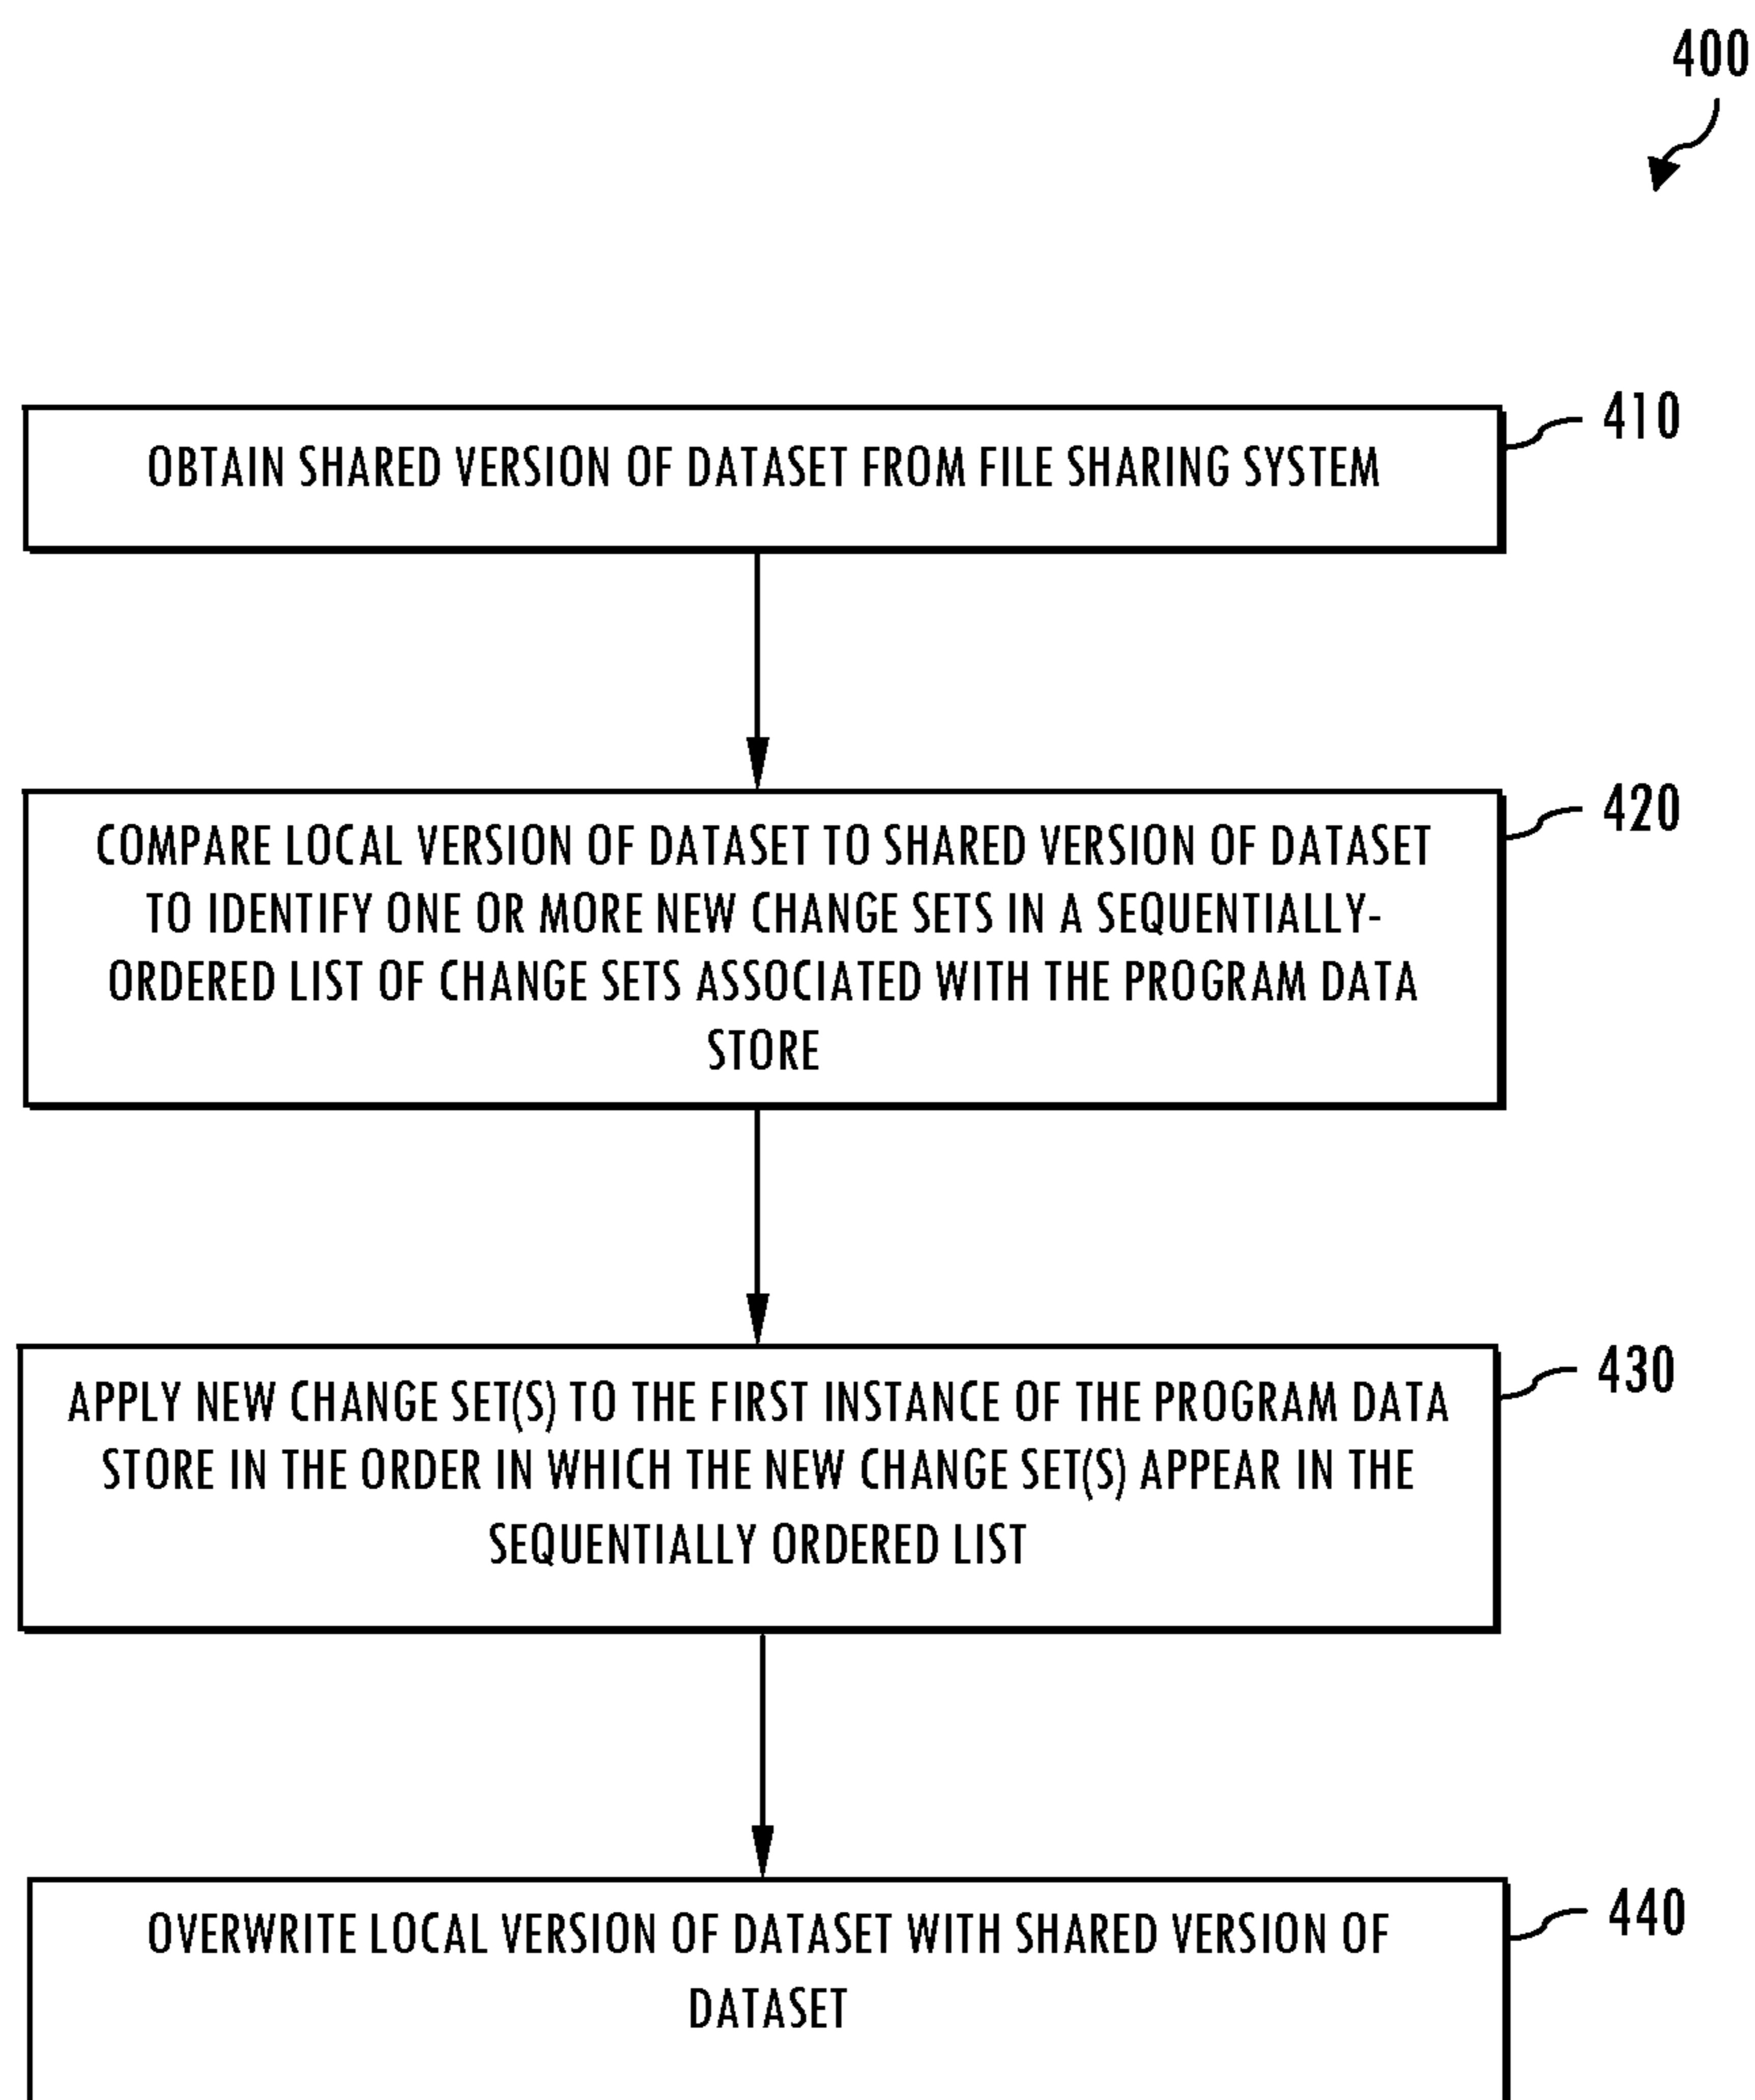 400
OBTAIN SHARED VERSION OF DATASET FROM FILE SHARING SYSTEM
410
COMPARE LOCAL VERSION OF DATASET TO SHARED VERSION OF DATASET
TO IDENTIFY ONE OR MORE NEW CHANGE SETS IN A SEQUENTIALLY-
ORDERED LIST OF CHANGE SETS ASSOCIATED WITH THE PROGRAM DATA
STORE
420
APPLY NEW CHANGE SET(S) TO THE FIRST INSTANCE OF THE PROGRAM DATA
STORE IN THE ORDER IN WHICH THE NEW CHANGE SET(S) APPEAR IN THE
SEQUENTIALLY ORDERED LIST
430
OVERWRITE LOCAL VERSION OF DATASET WITH SHARED VERSION OF
DATASET
440